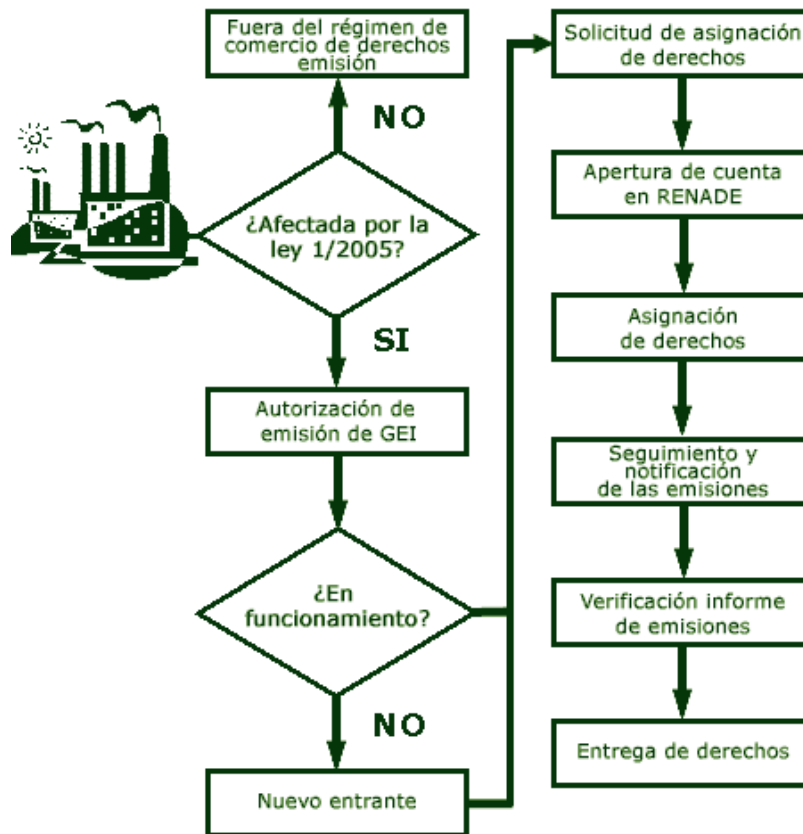 Fuera del régimen de
comercio de derechos
emisión
NO
¿Afectada por la
ley 1/2005?
SI
Autorización de
emisión de GEI
¿En
funcionamiento?
NO
Nuevo entrante
Solicitud de asignación
de derechos
Apertura de cuenta
en RENADE
Asignación
de derechos
Seguimiento y
notificación
de las emisiones
Verificación informe
de emisiones
Entrega de derechos